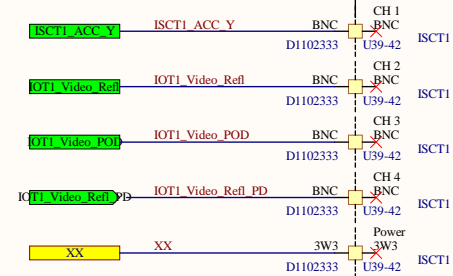 CH 1
ISCT1_ACC_Y ISCT1_ACC_Y BNC BNC
D1102333 U39-42 ISCT1
CH 2
IOT1_Video_Refl IOT1_Video_Refl BNC BNC
D1102333 U39-42 ISCT1
CH 3
IOT1_Video_POD IOT1_Video_POD BNC BNC
D1102333 U39-42 ISCT1
CH 4
IOT1_Video_Refl_PD IOT1_Video_Refl_PD BNC BNC
D1102333 U39-42 ISCT1
Power
XX XX 3W3 3W3
D1102333 U39-42 ISCT1